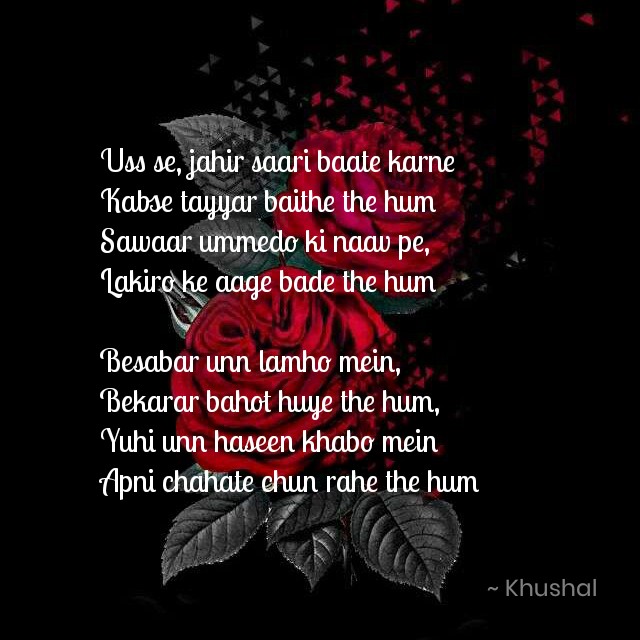 Uss se, jahir saari baate karne
Kabse tayyar baithe the hum
Sawaar ummedo ki naav pe,
Lakiro ke aage bade the hum
Besabar unn lamho mein,
Bekarar bahot huye the hum,
Yuhi unn haseen khabo mein
Apni chahate chun rahe the hum
~ Khushal